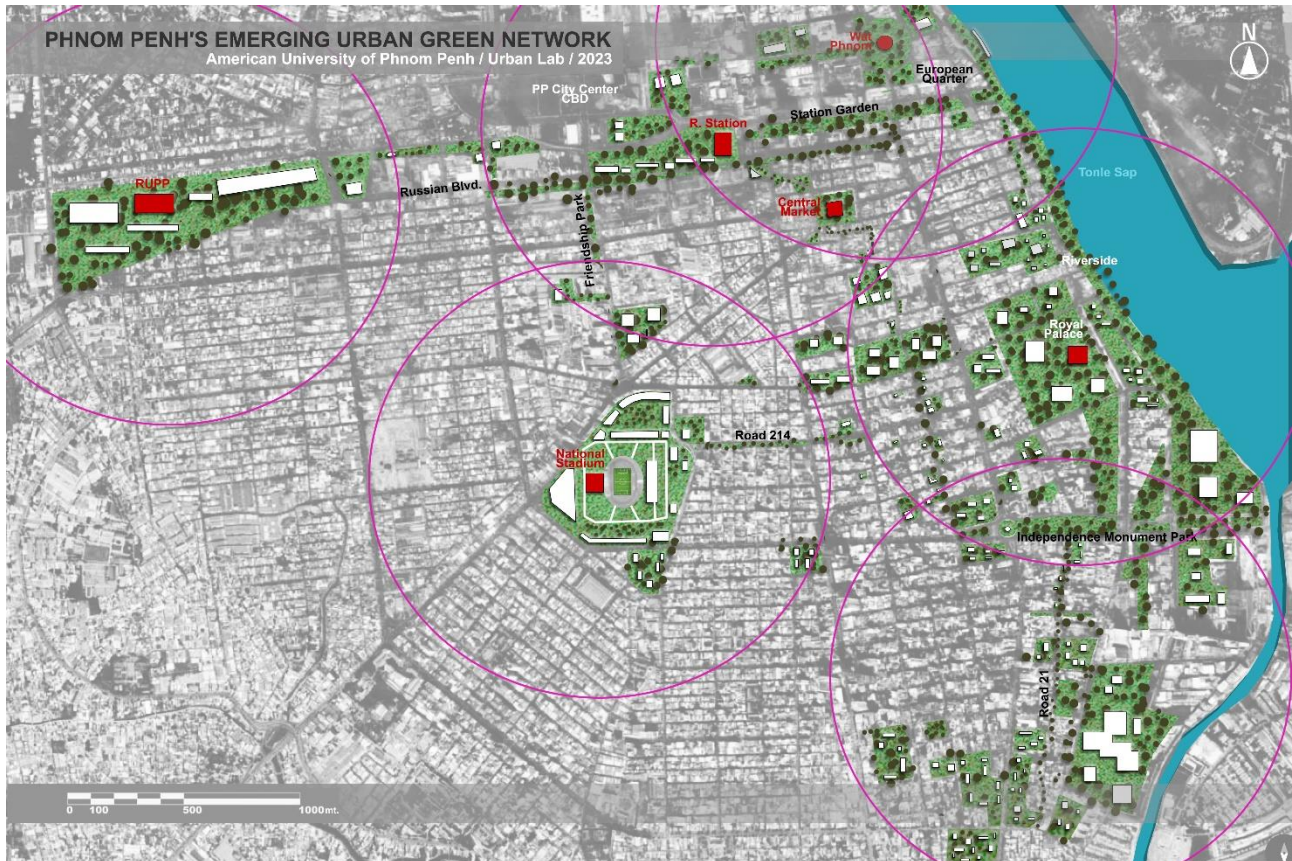 PHNOM PENH'S EMERGING URBAN GREEN NETWORK
American University of Phnom Penh / Urban Lab / 2023
N
Wat
Phnom
European
Quarter
PP City Center
CBD
Station Garden
R. Station
Tonle Sap
RUPP
Russian Blvd.
Friendship Park
Central
Market
Riverside
Royal
Palace
Road 214
National
Stadium
Independence Monument Park
Road 21
0 100 500 1000mt.